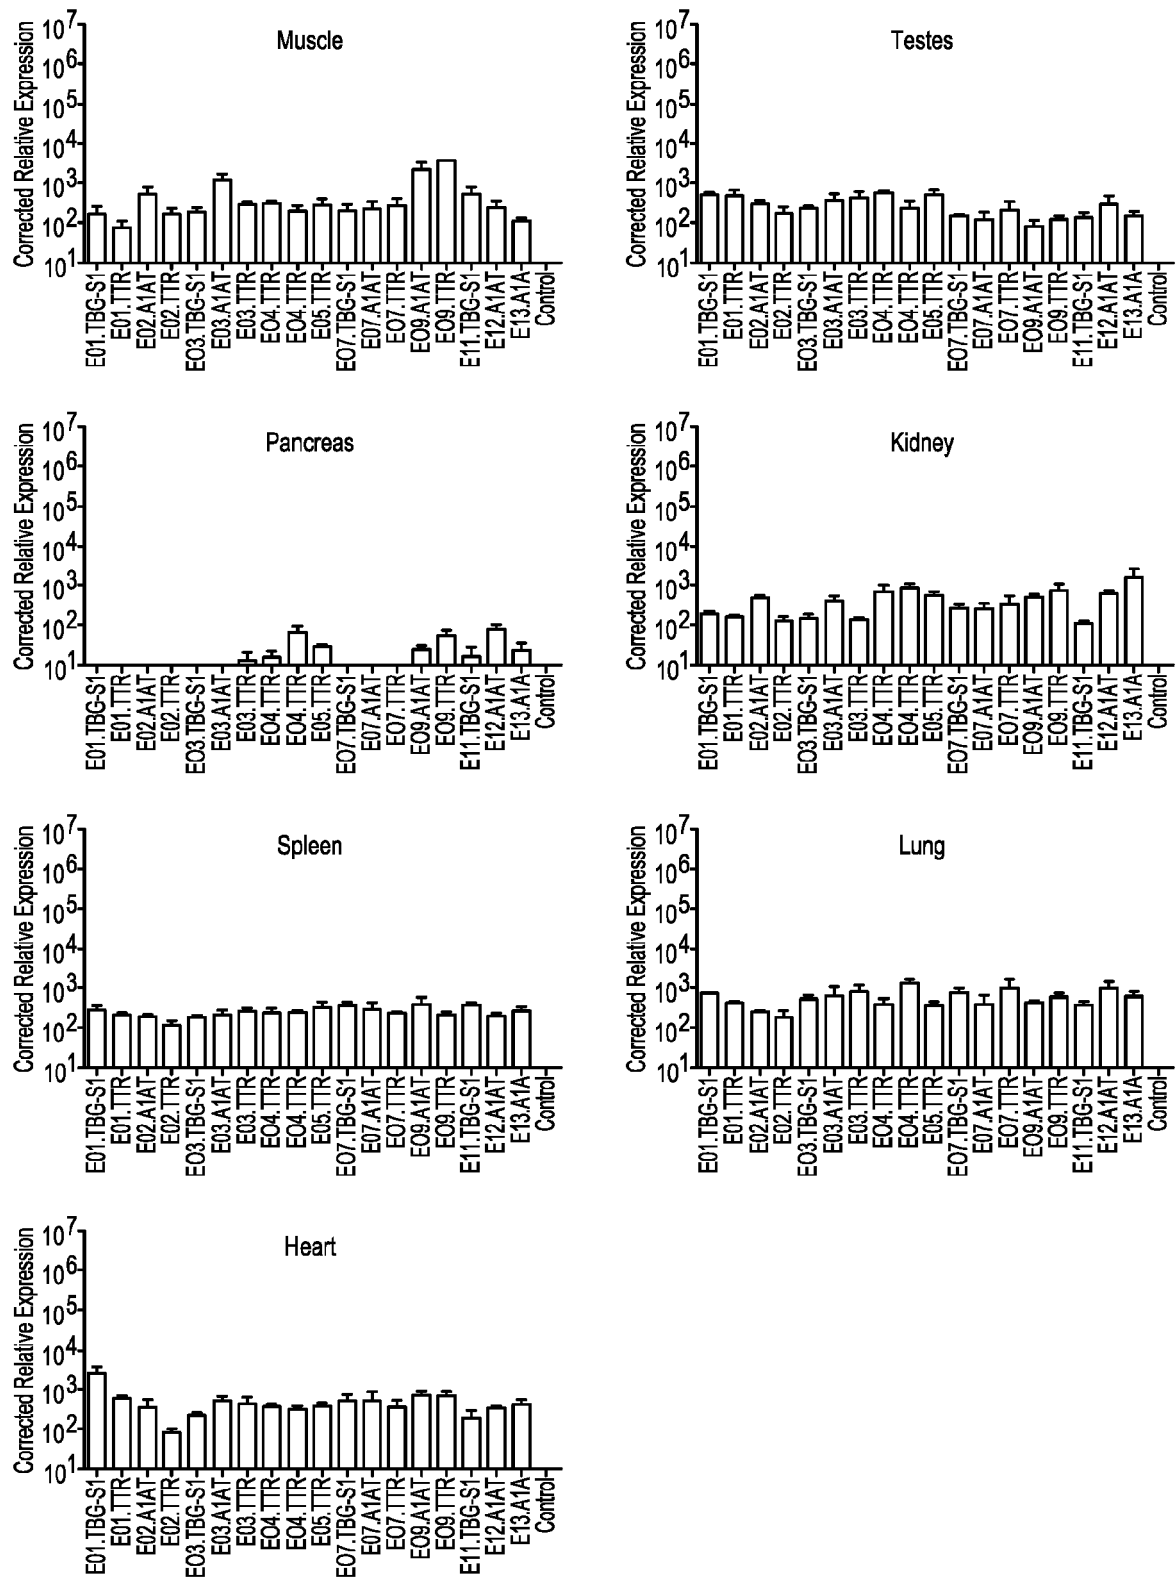 Muscle
Corrected Relative Expression
10^7
10^6
10^5
10^4
10^3
10^2
10^1
E01.TBG-S1
E01.TTR
E02.A1AT
E02.TTR
EO3.TBG-S1
E03.A1AT
E03.TTR
EO4.TTR
EO4.TTR
E05.TTR
EO7.TBG-S1
E07.A1AT
EO7.TTR
EO9.A1AT
EO9.TTR
E11.TBG-S1
E12.A1AT
E13.A1A
Control
Testes
Corrected Relative Expression
10^7
10^6
10^5
10^4
10^3
10^2
10^1
E01.TBG-S1
E01.TTR
E02.A1AT
E02.TTR
EO3.TBG-S1
E03.A1AT
E03.TTR
EO4.TTR
EO4.TTR
E05.TTR
EO7.TBG-S1
E07.A1AT
EO7.TTR
EO9.A1AT
EO9.TTR
E11.TBG-S1
E12.A1AT
E13.A1A
Control
Pancreas
Corrected Relative Expression
10^7
10^6
10^5
10^4
10^3
10^2
10^1
E01.TBG-S1
E01.TTR
E02.A1AT
E02.TTR
EO3.TBG-S1
E03.A1AT
E03.TTR
EO4.TTR
EO4.TTR
E05.TTR
EO7.TBG-S1
E07.A1AT
EO7.TTR
EO9.A1AT
EO9.TTR
E11.TBG-S1
E12.A1AT
E13.A1A
Control
Kidney
Corrected Relative Expression
10^7
10^6
10^5
10^4
10^3
10^2
10^1
E01.TBG-S1
E01.TTR
E02.A1AT
E02.TTR
EO3.TBG-S1
E03.A1AT
E03.TTR
EO4.TTR
EO4.TTR
E05.TTR
EO7.TBG-S1
E07.A1AT
EO7.TTR
EO9.A1AT
EO9.TTR
E11.TBG-S1
E12.A1AT
E13.A1A
Control
Spleen
Corrected Relative Expression
10^7
10^6
10^5
10^4
10^3
10^2
10^1
E01.TBG-S1
E01.TTR
E02.A1AT
E02.TTR
EO3.TBG-S1
E03.A1AT
E03.TTR
EO4.TTR
EO4.TTR
E05.TTR
EO7.TBG-S1
E07.A1AT
EO7.TTR
EO9.A1AT
EO9.TTR
E11.TBG-S1
E12.A1AT
E13.A1A
Control
Lung
Corrected Relative Expression
10^7
10^6
10^5
10^4
10^3
10^2
10^1
E01.TBG-S1
E01.TTR
E02.A1AT
E02.TTR
EO3.TBG-S1
E03.A1AT
E03.TTR
EO4.TTR
EO4.TTR
E05.TTR
EO7.TBG-S1
E07.A1AT
EO7.TTR
EO9.A1AT
EO9.TTR
E11.TBG-S1
E12.A1AT
E13.A1A
Control
Heart
Corrected Relative Expression
10^7
10^6
10^5
10^4
10^3
10^2
10^1
E01.TBG-S1
E01.TTR
E02.A1AT
E02.TTR
EO3.TBG-S1
E03.A1AT
E03.TTR
EO4.TTR
EO4.TTR
E05.TTR
EO7.TBG-S1
E07.A1AT
EO7.TTR
EO9.A1AT
EO9.TTR
E11.TBG-S1
E12.A1AT
E13.A1A
Control